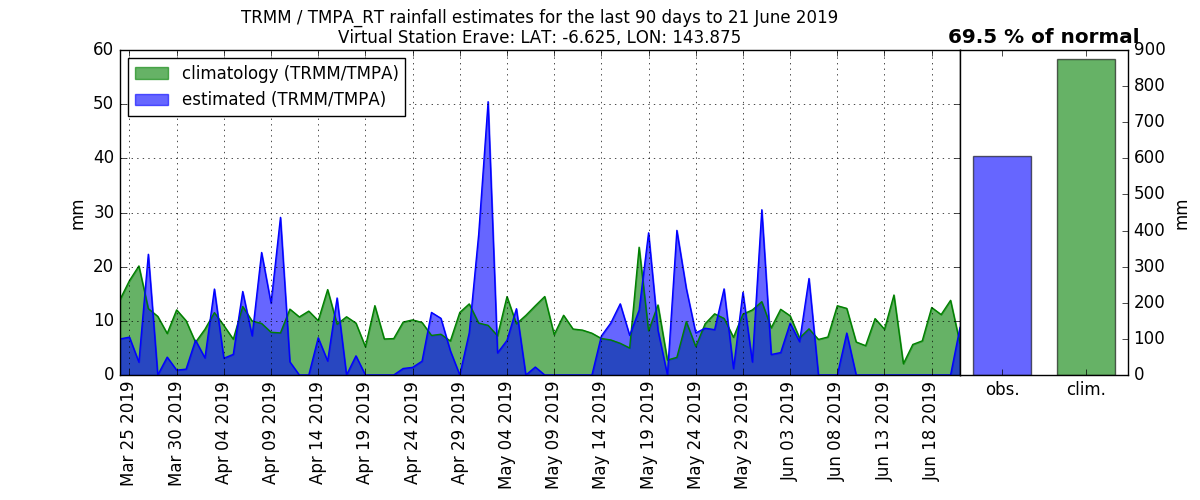 TRMM / TMPA_RT rainfall estimates for the last 90 days to 21 June 2019
Virtual Station Erave: LAT: -6.625, LON: 143.875
69.5 % of normal
climatology (TRMM/TMPA)
estimated (TRMM/TMPA)
60
50
40
30
20
10
0
mm
Mar 25 2019
Mar 30 2019
Apr 04 2019
Apr 09 2019
Apr 14 2019
Apr 19 2019
Apr 24 2019
Apr 29 2019
May 04 2019
May 09 2019
May 14 2019
May 19 2019
May 24 2019
May 29 2019
Jun 03 2019
Jun 08 2019
Jun 13 2019
Jun 18 2019
obs.
clim.
900
800
700
600
500
400
300
200
100
0
mm